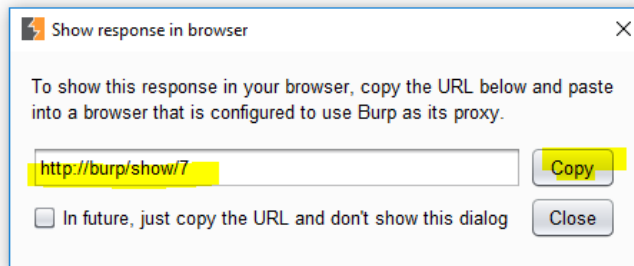 Show response in browser
To show this response in your browser, copy the URL below and paste
into a browser that is configured to use Burp as its proxy.
http://burp/show/7
Copy
In future, just copy the URL and don't show this dialog
Close